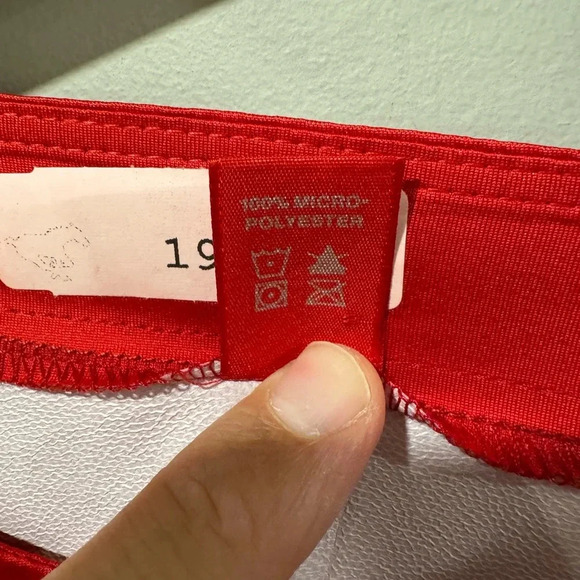 100% MICRO-
POLYESTER
19